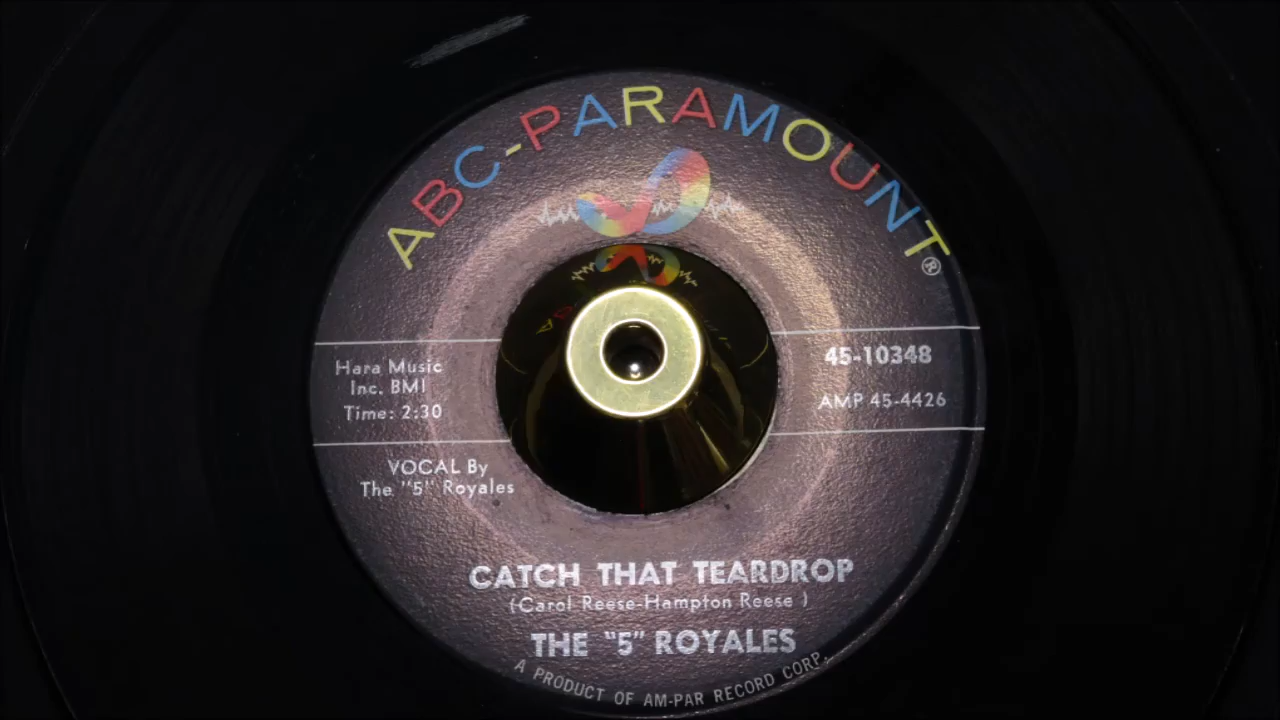 ABC-PARAMOUNT®
Hara Music
Inc. BMI
Time: 2:30
45-10348
AMP 45-4426
VOCAL By
The "5" Royales
CATCH THAT TEARDROP
(Carol Reese-Hampton Reese )
THE "5" ROYALES
A PRODUCT OF AM-PAR RECORD CORP.